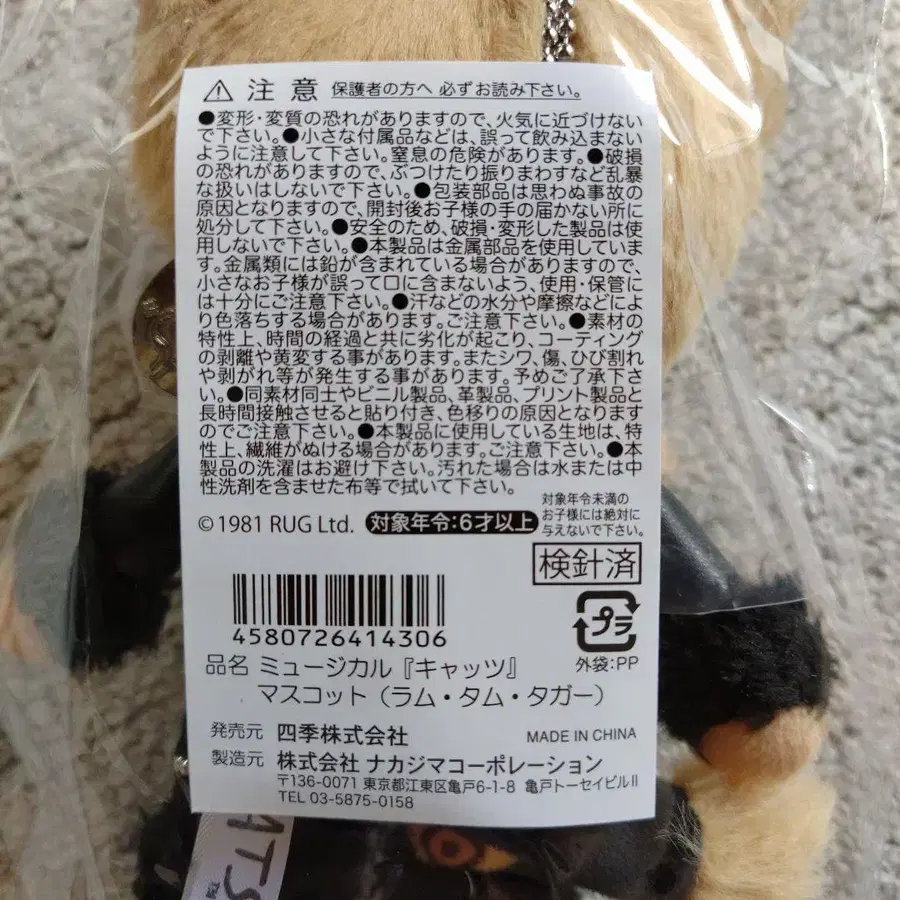 ⚠ 注意 保護者の方へ 必ずお読み下さい。
●変形・変質の恐れがありますので、火気に近づけない
で下さい。●小さな付属品などは、誤って飲み込まない
ように注意して下さい。窒息の危険があります。●破損
の恐れがありますので、ぶつけたり振りまわすなど乱暴
な扱いはしないで下さい。●包装部品は思わぬ事故の
原因となりますので、開封後お子様の手の届かない所に
処分して下さい。●安全のため、破損・変形した製品は使
用しないで下さい。●本製品は金属部品を使用していま
す。金属類には鉛が含まれている場合がありますので、
小さなお子様が誤って口に含まないよう、使用・保管に
は十分にご注意下さい。●汗などの水分や摩擦などによ
り色落ちする場合があります。ご注意下さい。●素材の
特性上、時間の経過と共に劣化が起こり、コーティング
の剥離や黄変する事があります。またシワ、傷、ひび割れ
や剥がれ等が発生する事があります。予めご了承下さ
い。●同素材同士やビニル製品、革製品、プリント製品と
長時間接触させると貼り付き、色移りの原因となります
のでご注意下さい。●本製品に使用している生地は、特
性上、繊維がぬける場合があります。ご注意下さい。●本
製品の洗濯はお避け下さい。汚れた場合は水または中
性洗剤を含ませた布等で拭いて下さい。
©1981 RUG Ltd. 対象年令:6才以上
対象年令未満の
お子様には絶対に
与えないで下さい。
検針済
4580726414306
プラ
外袋:PP
品名 ミュージカル『キャッツ』
マスコット（ラム・タム・タガー）
発売元 四季株式会社 MADE IN CHINA
製造元 株式会社 ナカジマコーポレーション
〒136-0071 東京都江東区亀戸6-1-8 亀戸トーセイビルⅡ
TEL 03-5875-0158
ATS